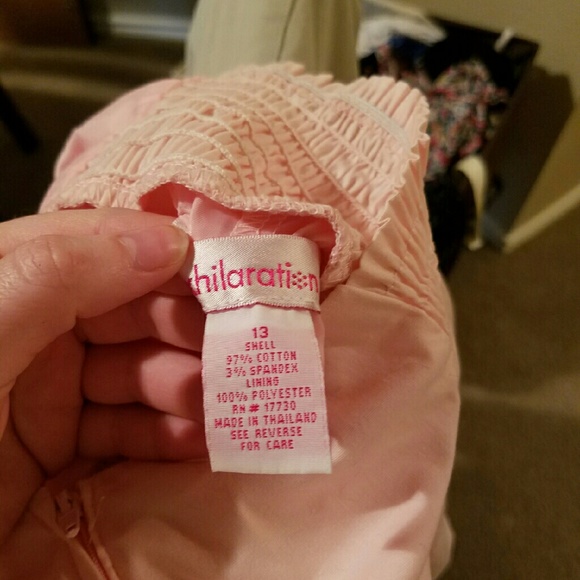 hilaration
13
SHELL
97% COTTON
3% SPANDEX
LINING
100% POLYESTER
RN# 17730
MADE IN THAILAND
SEE REVERSE
FOR CARE